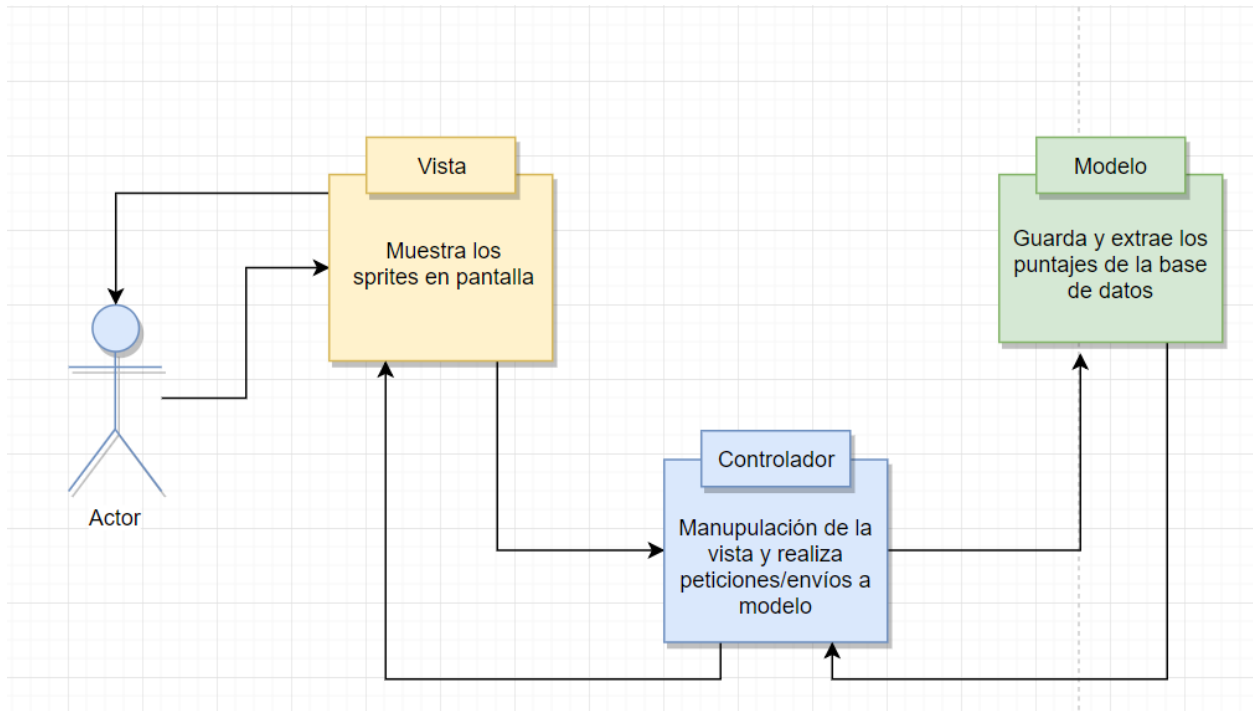 Vista
Muestra los
sprites en pantalla
Modelo
Guarda y extrae los
puntajes de la base
de datos
Actor
Controlador
Manupulación de la
vista y realiza
peticiones/envíos a
modelo